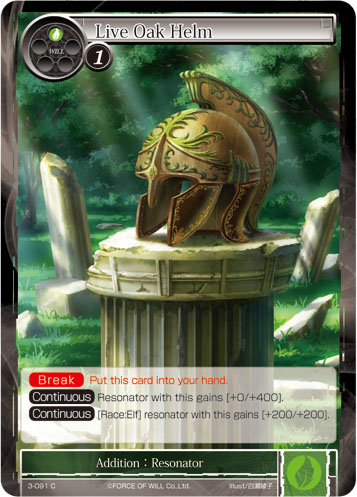 Live Oak Helm
WILL
1
Break Put this card into your hand.
Continuous Resonator with this gains [+0/+400].
Continuous [Race:Elf] resonator with this gains [+200/+200].
Addition : Resonator
3-091 C ©FORCE OF WILL Co.,Ltd. Illust/白瀬綾子